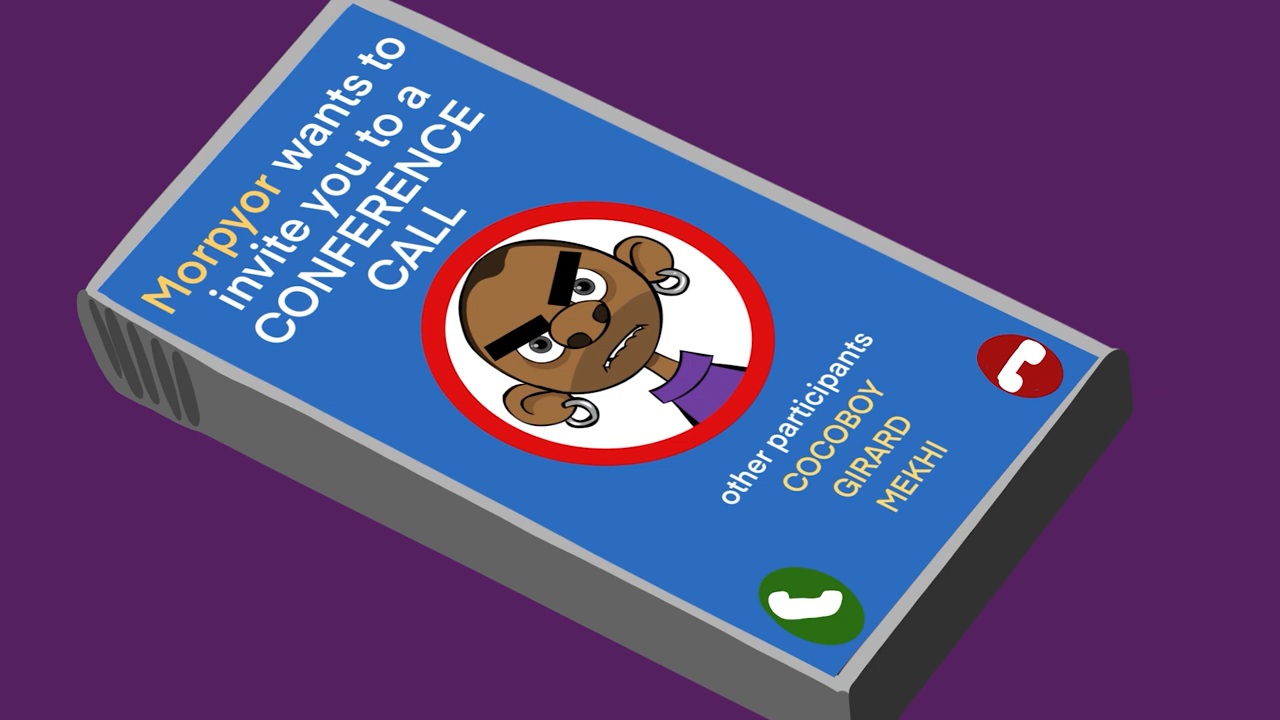 Morpyor wants to
invite you to a
CONFERENCE
CALL
other participants
COCOBOY
GIRARD
MEKHI